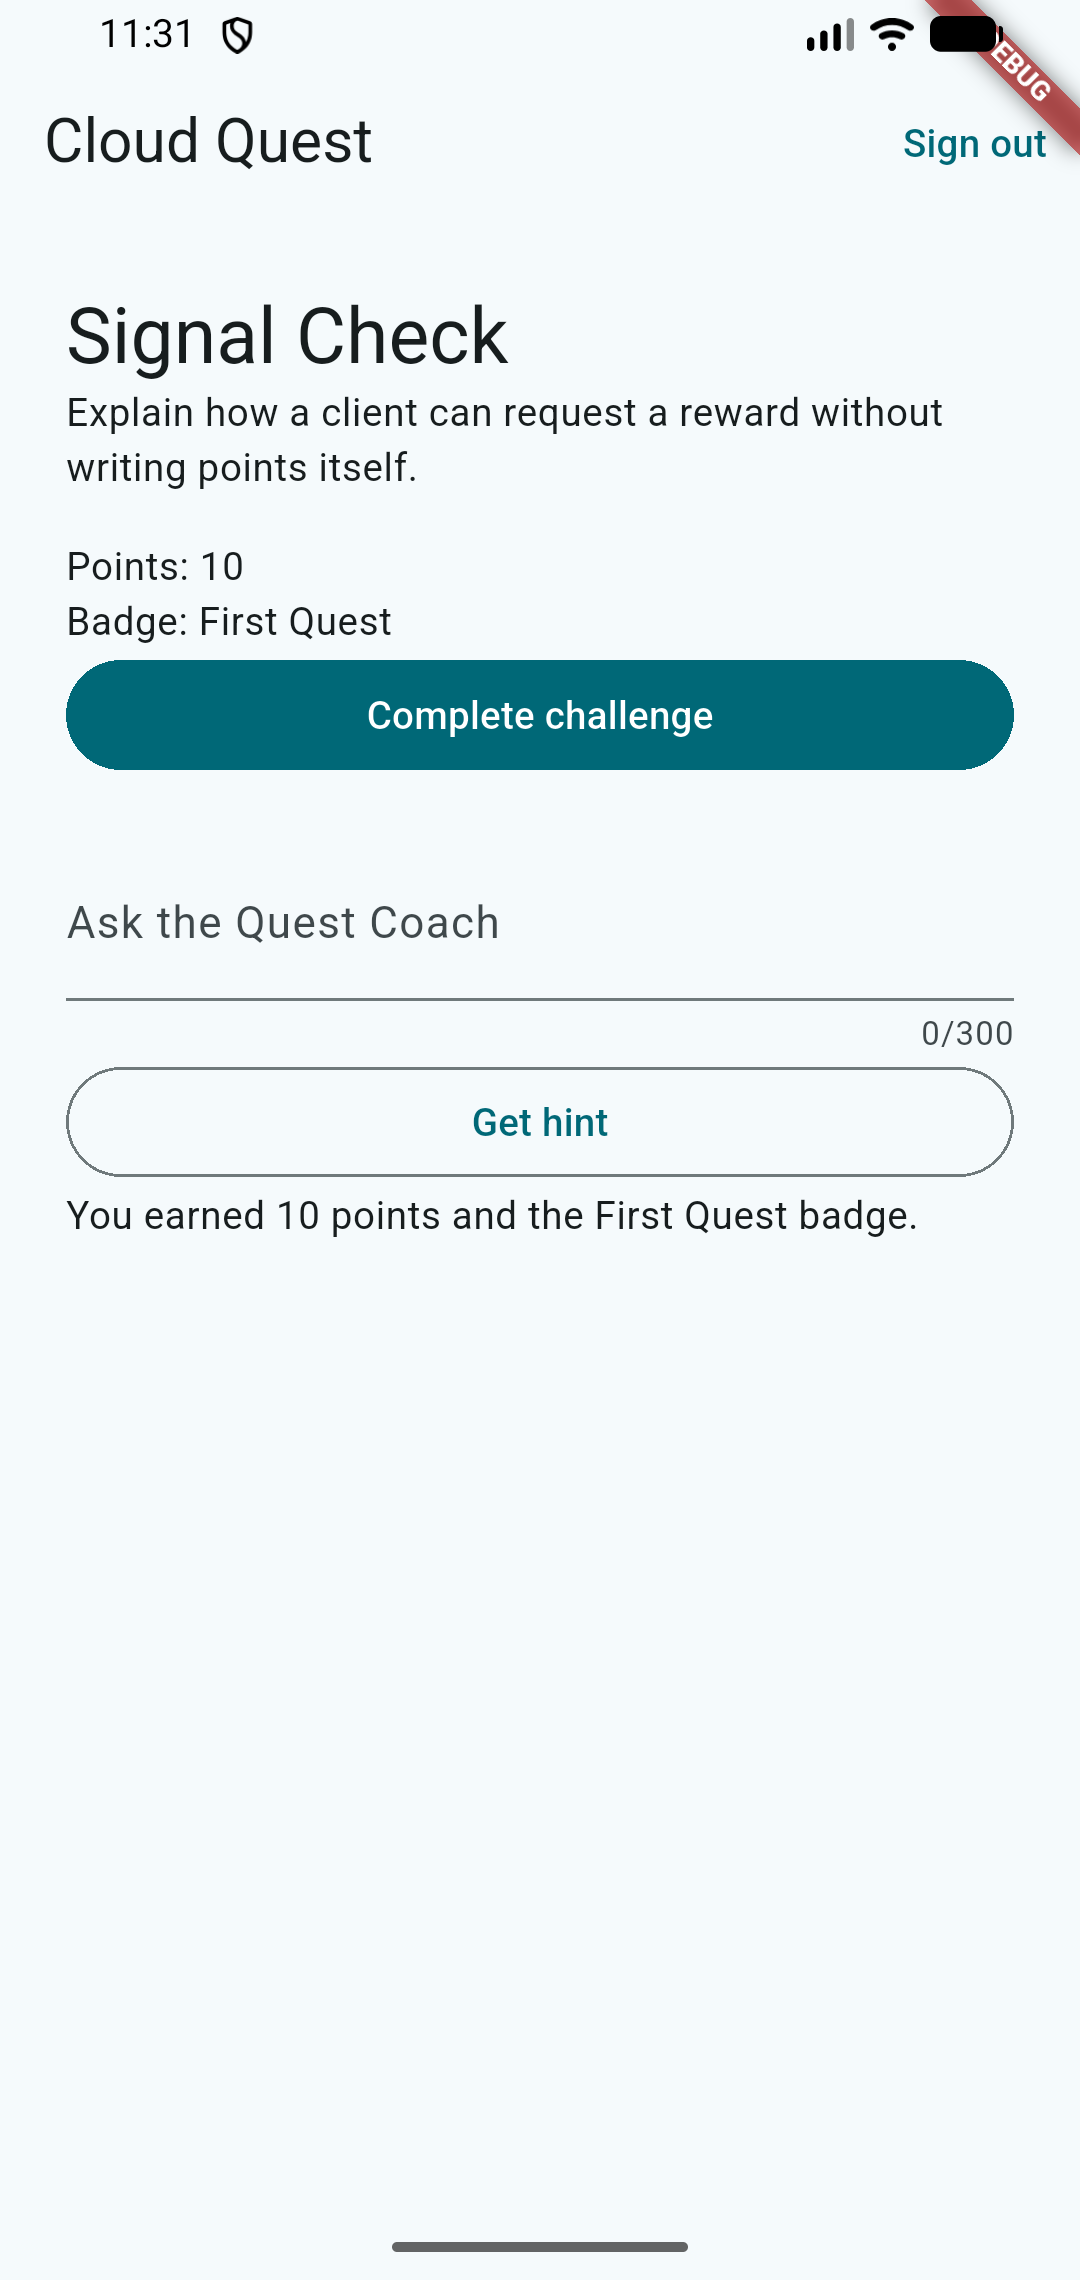 11:31
EBUG
Cloud Quest
Sign out
Signal Check
Explain how a client can request a reward without
writing points itself.
Points: 10
Badge: First Quest
Complete challenge
Ask the Quest Coach
0/300
Get hint
You earned 10 points and the First Quest badge.